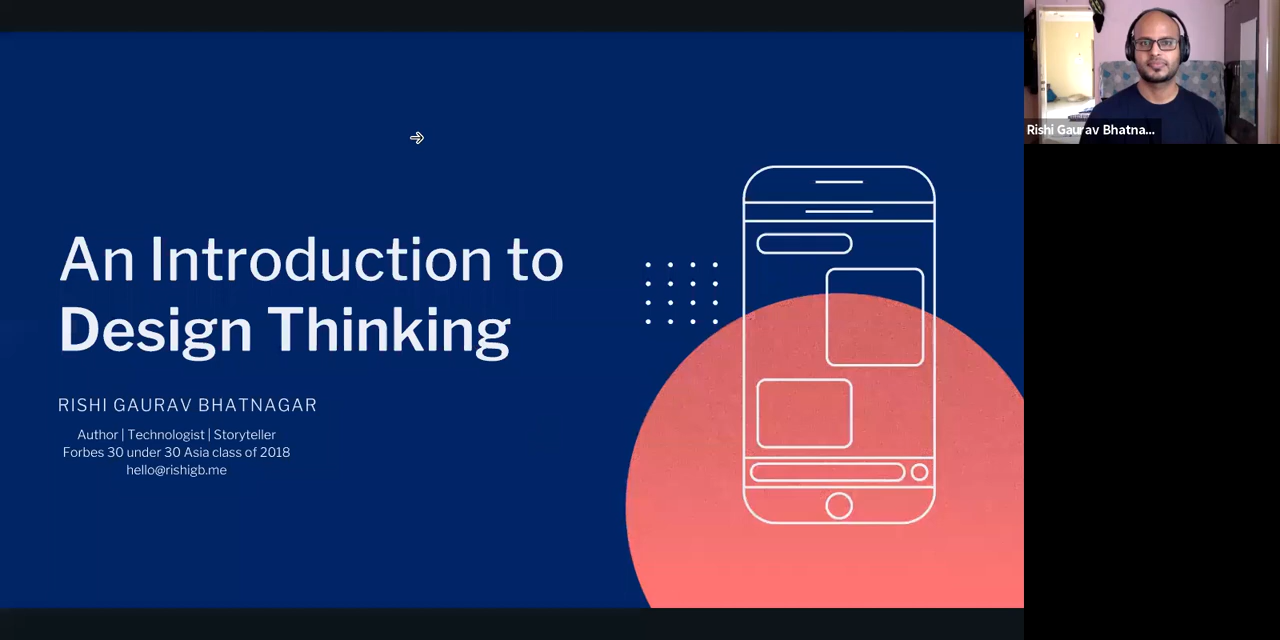 An Introduction to
Design Thinking
RISHI GAURAV BHATNAGAR
Author | Technologist | Storyteller
Forbes 30 under 30 Asia class of 2018
hello@rishigb.me
Rishi Gaurav Bhatna...